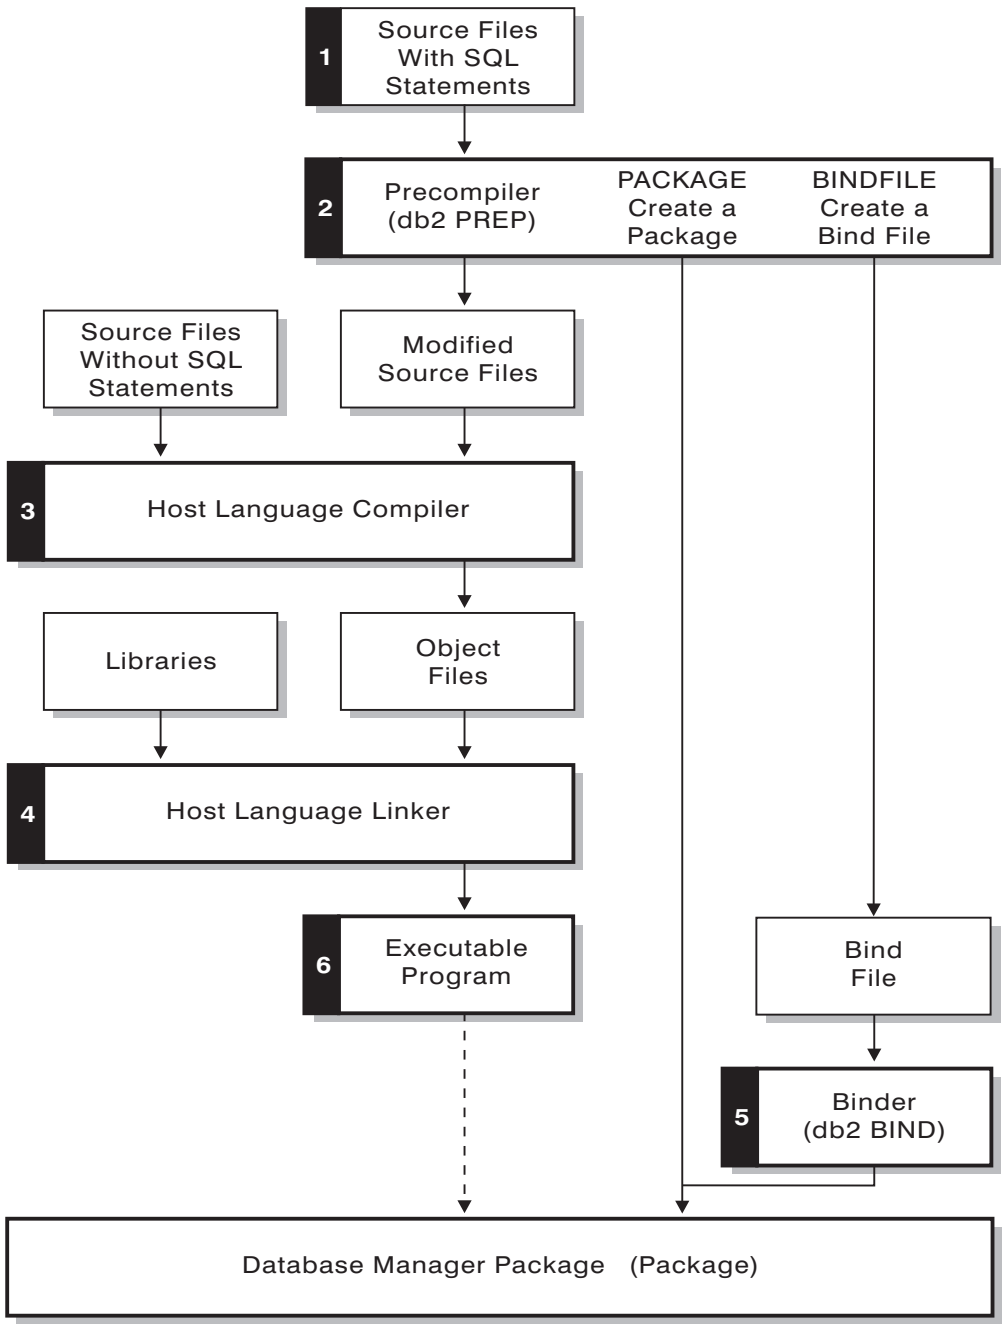 1
Source Files
With SQL
Statements
2
Precompiler
(db2 PREP)
PACKAGE
Create a
Package
BINDFILE
Create a
Bind File
Source Files
Without SQL
Statements
Modified
Source Files
3
Host Language Compiler
Libraries
Object
Files
4
Host Language Linker
6
Executable
Program
Bind
File
5
Binder
(db2 BIND)
Database Manager Package (Package)